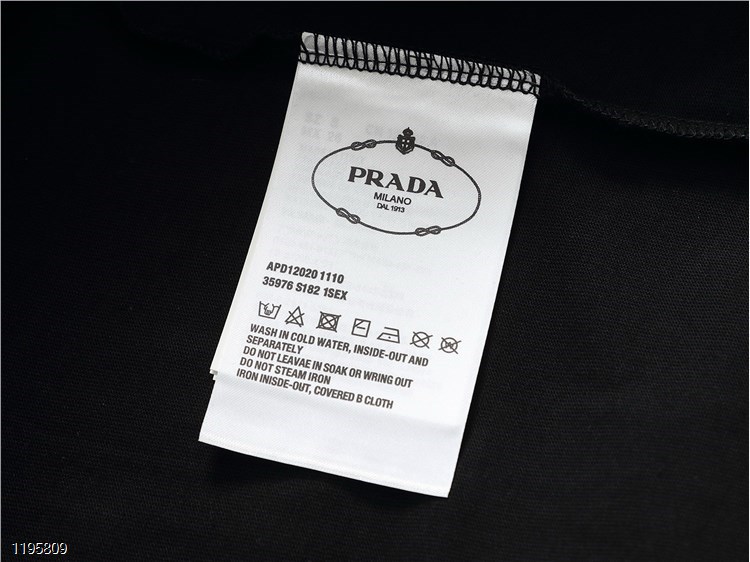 PRADA
MILANO
DAL 1913
APD12020 1110
35976 S182 1SEX
WASH IN COLD WATER, INSIDE-OUT AND
SEPARATELY
DO NOT LEAVAE IN SOAK OR WRING OUT
DO NOT STEAM IRON
IRON INISDE-OUT, COVERED B CLOTH
1195809